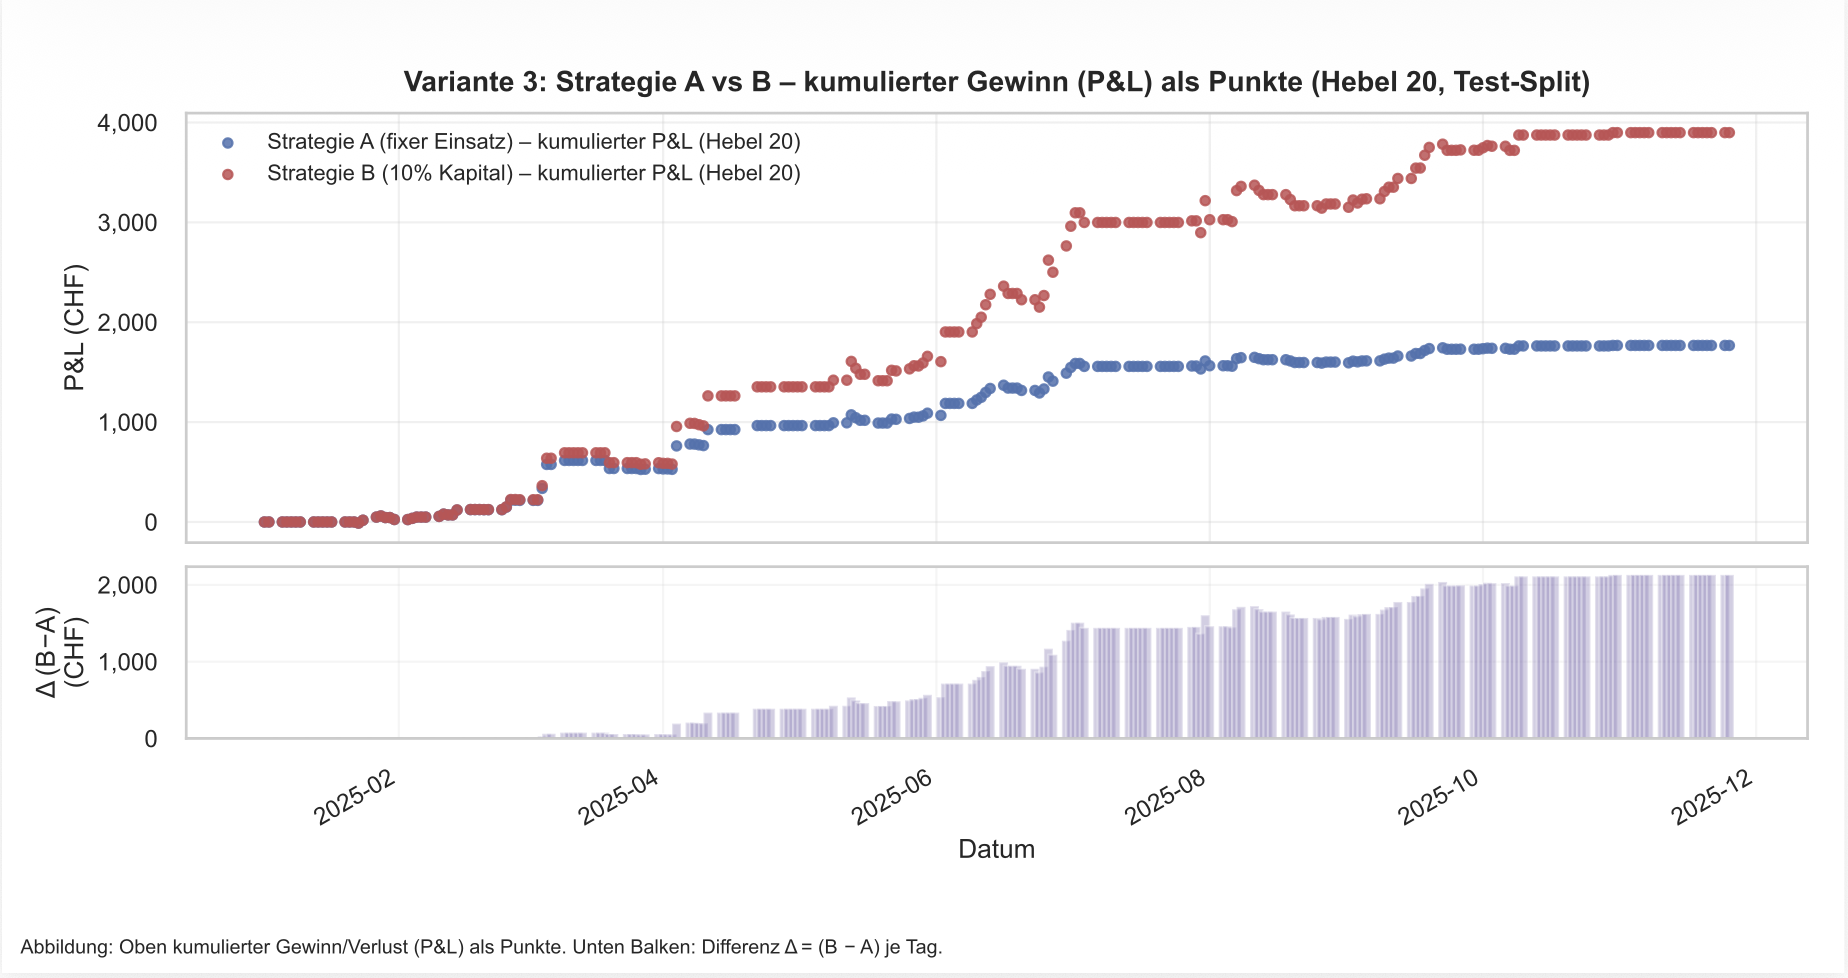 Variante 3: Strategie A vs B – kumulierter Gewinn (P&L) als Punkte (Hebel 20, Test-Split)
Strategie A (fixer Einsatz) – kumulierter P&L (Hebel 20)
Strategie B (10% Kapital) – kumulierter P&L (Hebel 20)
P&L (CHF)
4,000
3,000
2,000
1,000
0
Δ (B−A)
(CHF)
2,000
1,000
0
2025-02
2025-04
2025-06
2025-08
2025-10
2025-12
Datum
Abbildung: Oben kumulierter Gewinn/Verlust (P&L) als Punkte. Unten Balken: Differenz Δ = (B − A) je Tag.